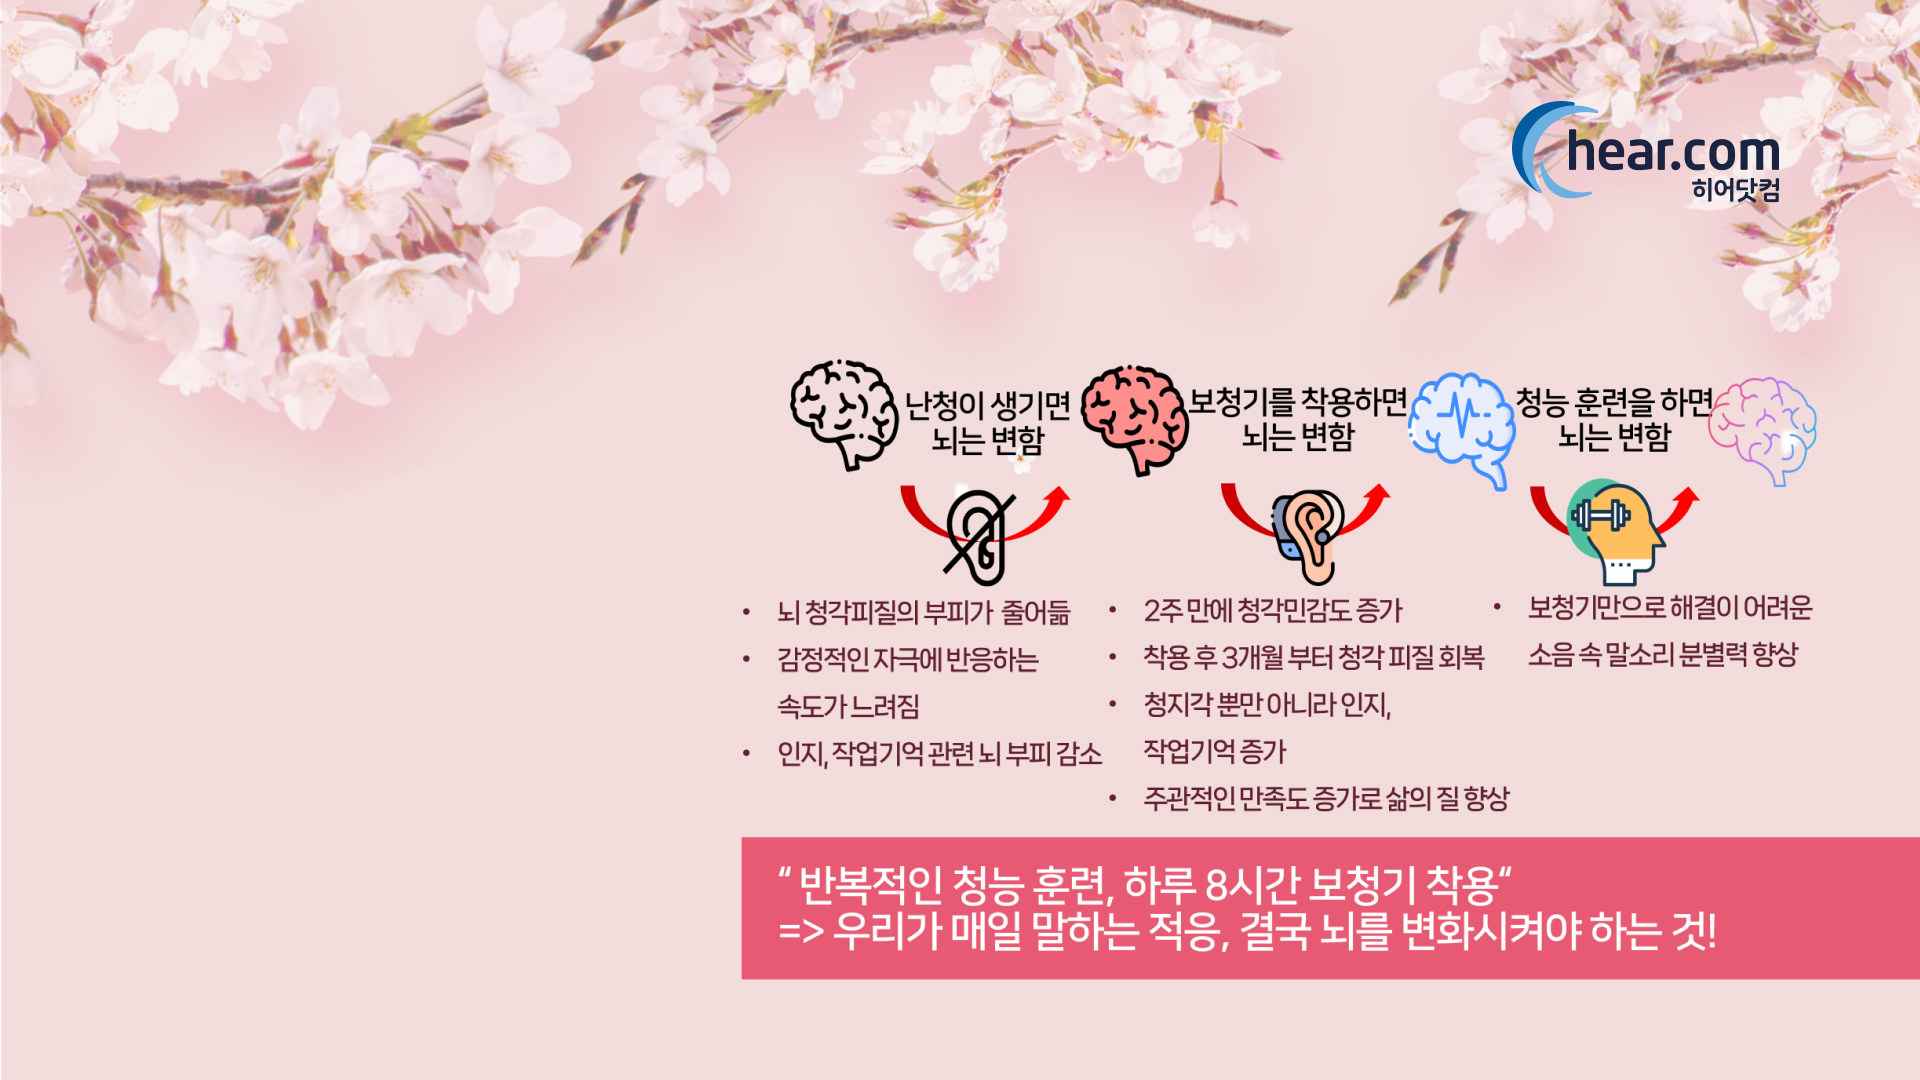 hear.com
히어닷컴
난청이 생기면
뇌는 변함
보청기를 착용하면
뇌는 변함
청능 훈련을 하면
뇌는 변함
• 뇌 청각피질의 부피가 줄어듦
• 감정적인 자극에 반응하는
속도가 느려짐
• 인지, 작업기억 관련 뇌 부피 감소
• 2주 만에 청각민감도 증가
• 착용 후 3개월 부터 청각 피질 회복
• 청지각 뿐만 아니라 인지,
작업기억 증가
• 주관적인 만족도 증가로 삶의 질 향상
• 보청기만으로 해결이 어려운
소음 속 말소리 분별력 향상
“ 반복적인 청능 훈련, 하루 8시간 보청기 착용“
=> 우리가 매일 말하는 적응, 결국 뇌를 변화시켜야 하는 것!